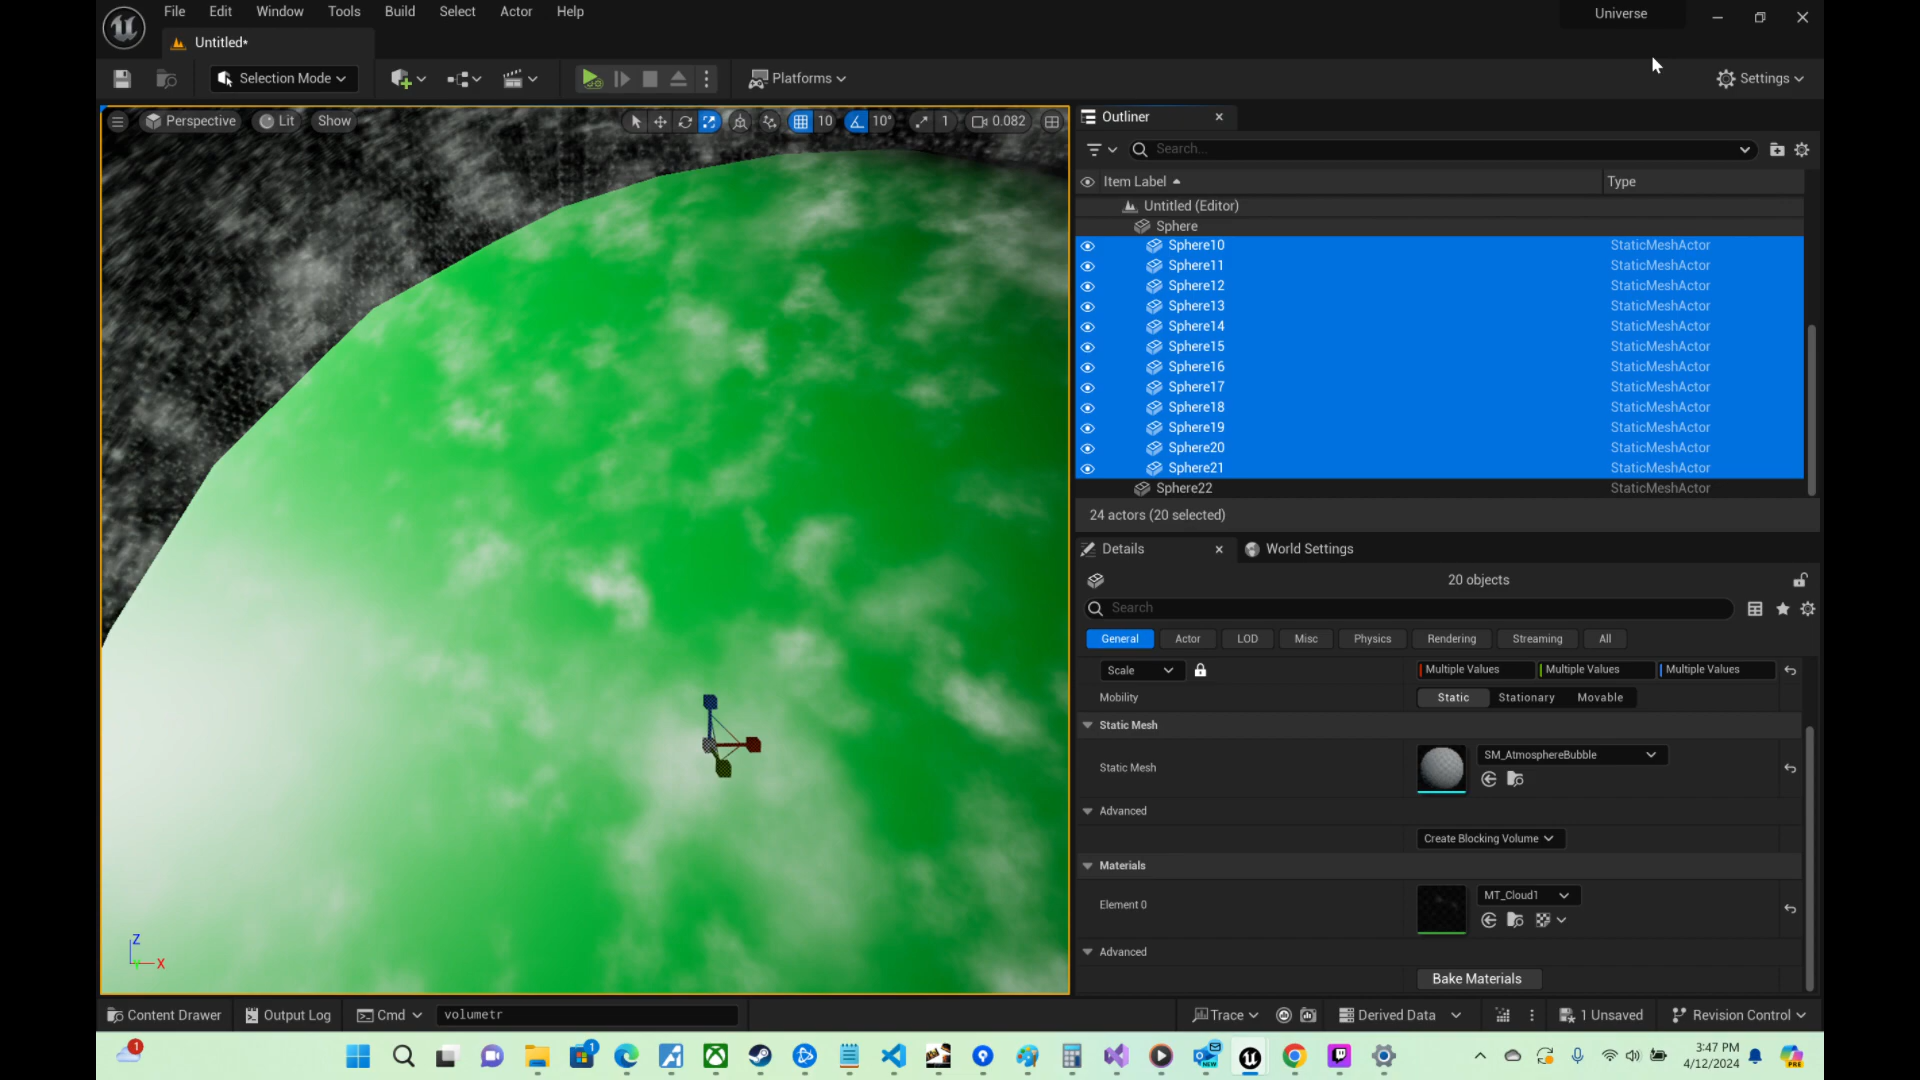 File Edit Window Tools Build Select Actor Help
Universe
Untitled*
Selection Mode
Platforms
Settings
Perspective Lit Show
10 10° 1 0.082
Outliner
Search...
Item Label Type
Untitled (Editor)
Sphere
Sphere10 StaticMeshActor
Sphere11 StaticMeshActor
Sphere12 StaticMeshActor
Sphere13 StaticMeshActor
Sphere14 StaticMeshActor
Sphere15 StaticMeshActor
Sphere16 StaticMeshActor
Sphere17 StaticMeshActor
Sphere18 StaticMeshActor
Sphere19 StaticMeshActor
Sphere20 StaticMeshActor
Sphere21 StaticMeshActor
Sphere22 StaticMeshActor
24 actors (20 selected)
Details World Settings
20 objects
Search
General Actor LOD Misc Physics Rendering Streaming All
Scale Multiple Values Multiple Values Multiple Values
Mobility Static Stationary Movable
Static Mesh
Static Mesh SM_AtmosphereBubble
Advanced
Create Blocking Volume
Materials
Element 0 MT_Cloud1
Advanced
Bake Materials
Z
Y X
Content Drawer Output Log Cmd volumetr Trace Derived Data 1 Unsaved Revision Control
1 1 NEW PRE
3:47 PM
4/12/2024